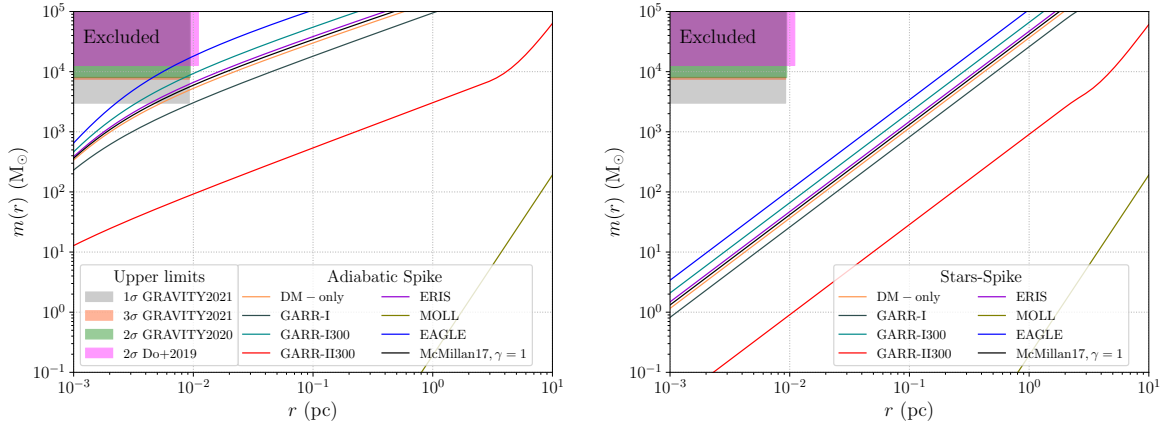 10^5
10^4
10^3
10^2
10^1
10^0
10^−1
m(r) (M⊙)
Excluded
Upper limits
1σ GRAVITY2021
3σ GRAVITY2021
2σ GRAVITY2020
2σ Do+2019
Adiabatic Spike
DM − only
GARR-I
GARR-I300
GARR-II300
ERIS
MOLL
EAGLE
McMillan17, γ = 1
10^−3
10^−2
10^−1
10^0
10^1
r (pc)
10^5
10^4
10^3
10^2
10^1
10^0
10^−1
m(r) (M⊙)
Excluded
Stars-Spike
DM − only
GARR-I
GARR-I300
GARR-II300
ERIS
MOLL
EAGLE
McMillan17, γ = 1
10^−3
10^−2
10^−1
10^0
10^1
r (pc)